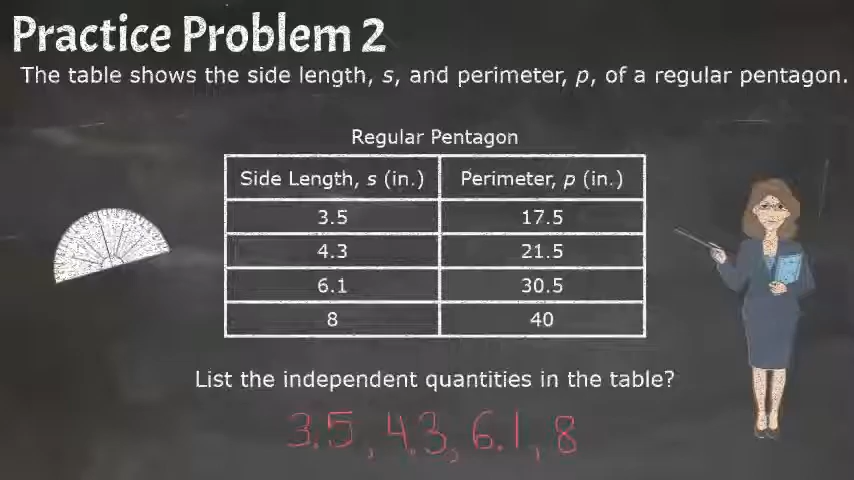 Practice Problem 2
The table shows the side length, s, and perimeter, p, of a regular pentagon.
Regular Pentagon
Side Length, s (in.) Perimeter, p (in.)
3.5 17.5
4.3 21.5
6.1 30.5
8 40
List the independent quantities in the table?
3.5, 4.3, 6.1, 8